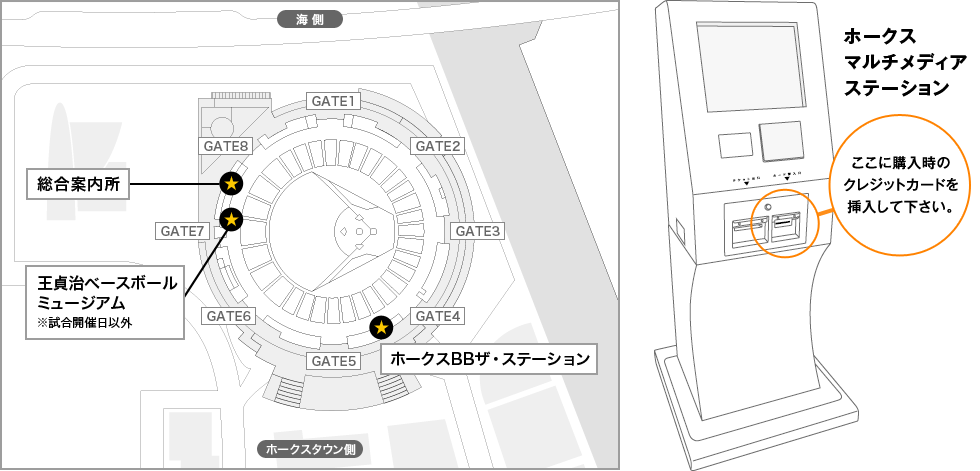 海側
GATE1
GATE8
GATE2
総合案内所
GATE7
GATE3
王貞治ベースボール
ミュージアム
※試合開催日以外
GATE6
GATE4
GATE5
ホークスBBザ・ステーション
ホークスタウン側
ホークス
マルチメディア
ステーション
ここに購入時の
クレジットカードを
挿入して下さい。